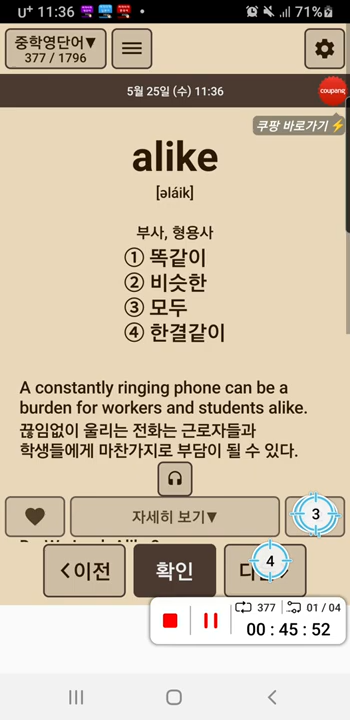 U+ 11:36 71%
중학영단어▼
377 / 1796
5월 25일 (수) 11:36
coupang
쿠팡 바로가기⚡
alike
[əláik]
부사, 형용사
① 똑같이
② 비슷한
③ 모두
④ 한결같이
A constantly ringing phone can be a
burden for workers and students alike.
끊임없이 울리는 전화는 근로자들과
학생들에게 마찬가지로 부담이 될 수 있다.
자세히 보기▼
3
<이전
확인
4
377 01 / 04
00 : 45 : 52